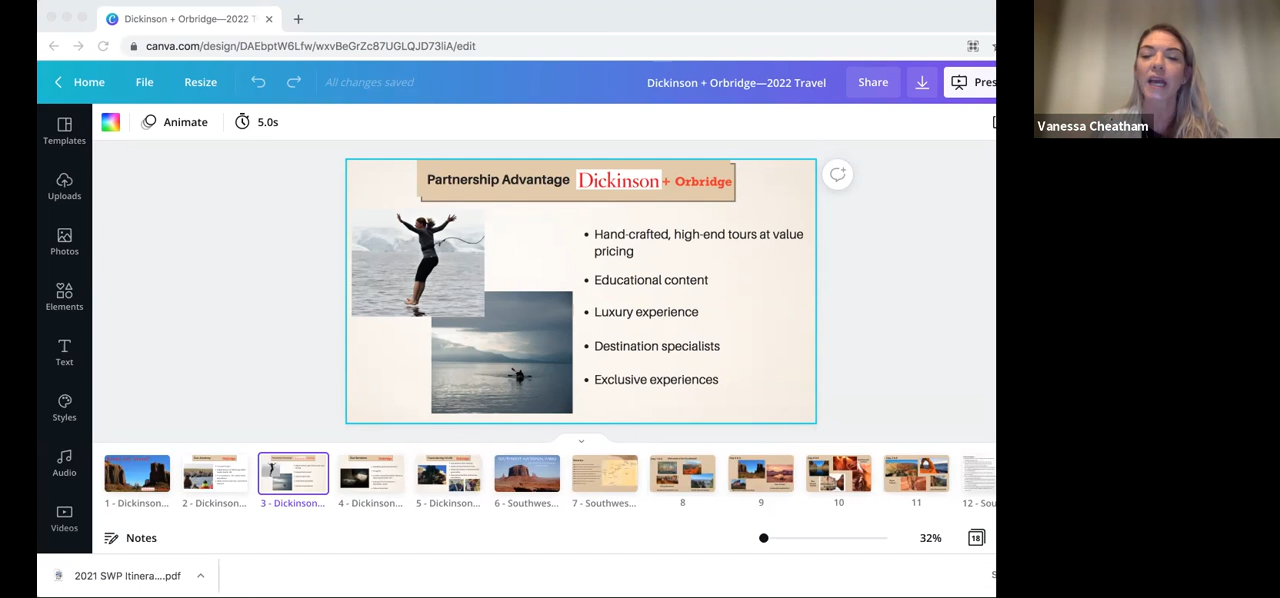 Dickinson + Orbridge—2022
canva.com/design/DAEbptW6Lfw/wxvBeGrZc87UGLQJD73liA/edit
Home File Resize All changes saved Dickinson + Orbridge—2022 Travel Share Pres
Animate 5.0s
Templates
Uploads
Photos
Elements
Text
Styles
Audio
Videos
Partnership Advantage Dickinson + Orbridge
• Hand-crafted, high-end tours at value
pricing
• Educational content
• Luxury experience
• Destination specialists
• Exclusive experiences
1 - Dickinson... 2 - Dickinson... 3 - Dickinson... 4 - Dickinson... 5 - Dickinson... 6 - Southwes... 7 - Southwes... 8 9 10 11 12 - Sou
Notes 32% 18
2021 SWP Itinera....pdf
Vanessa Cheatham